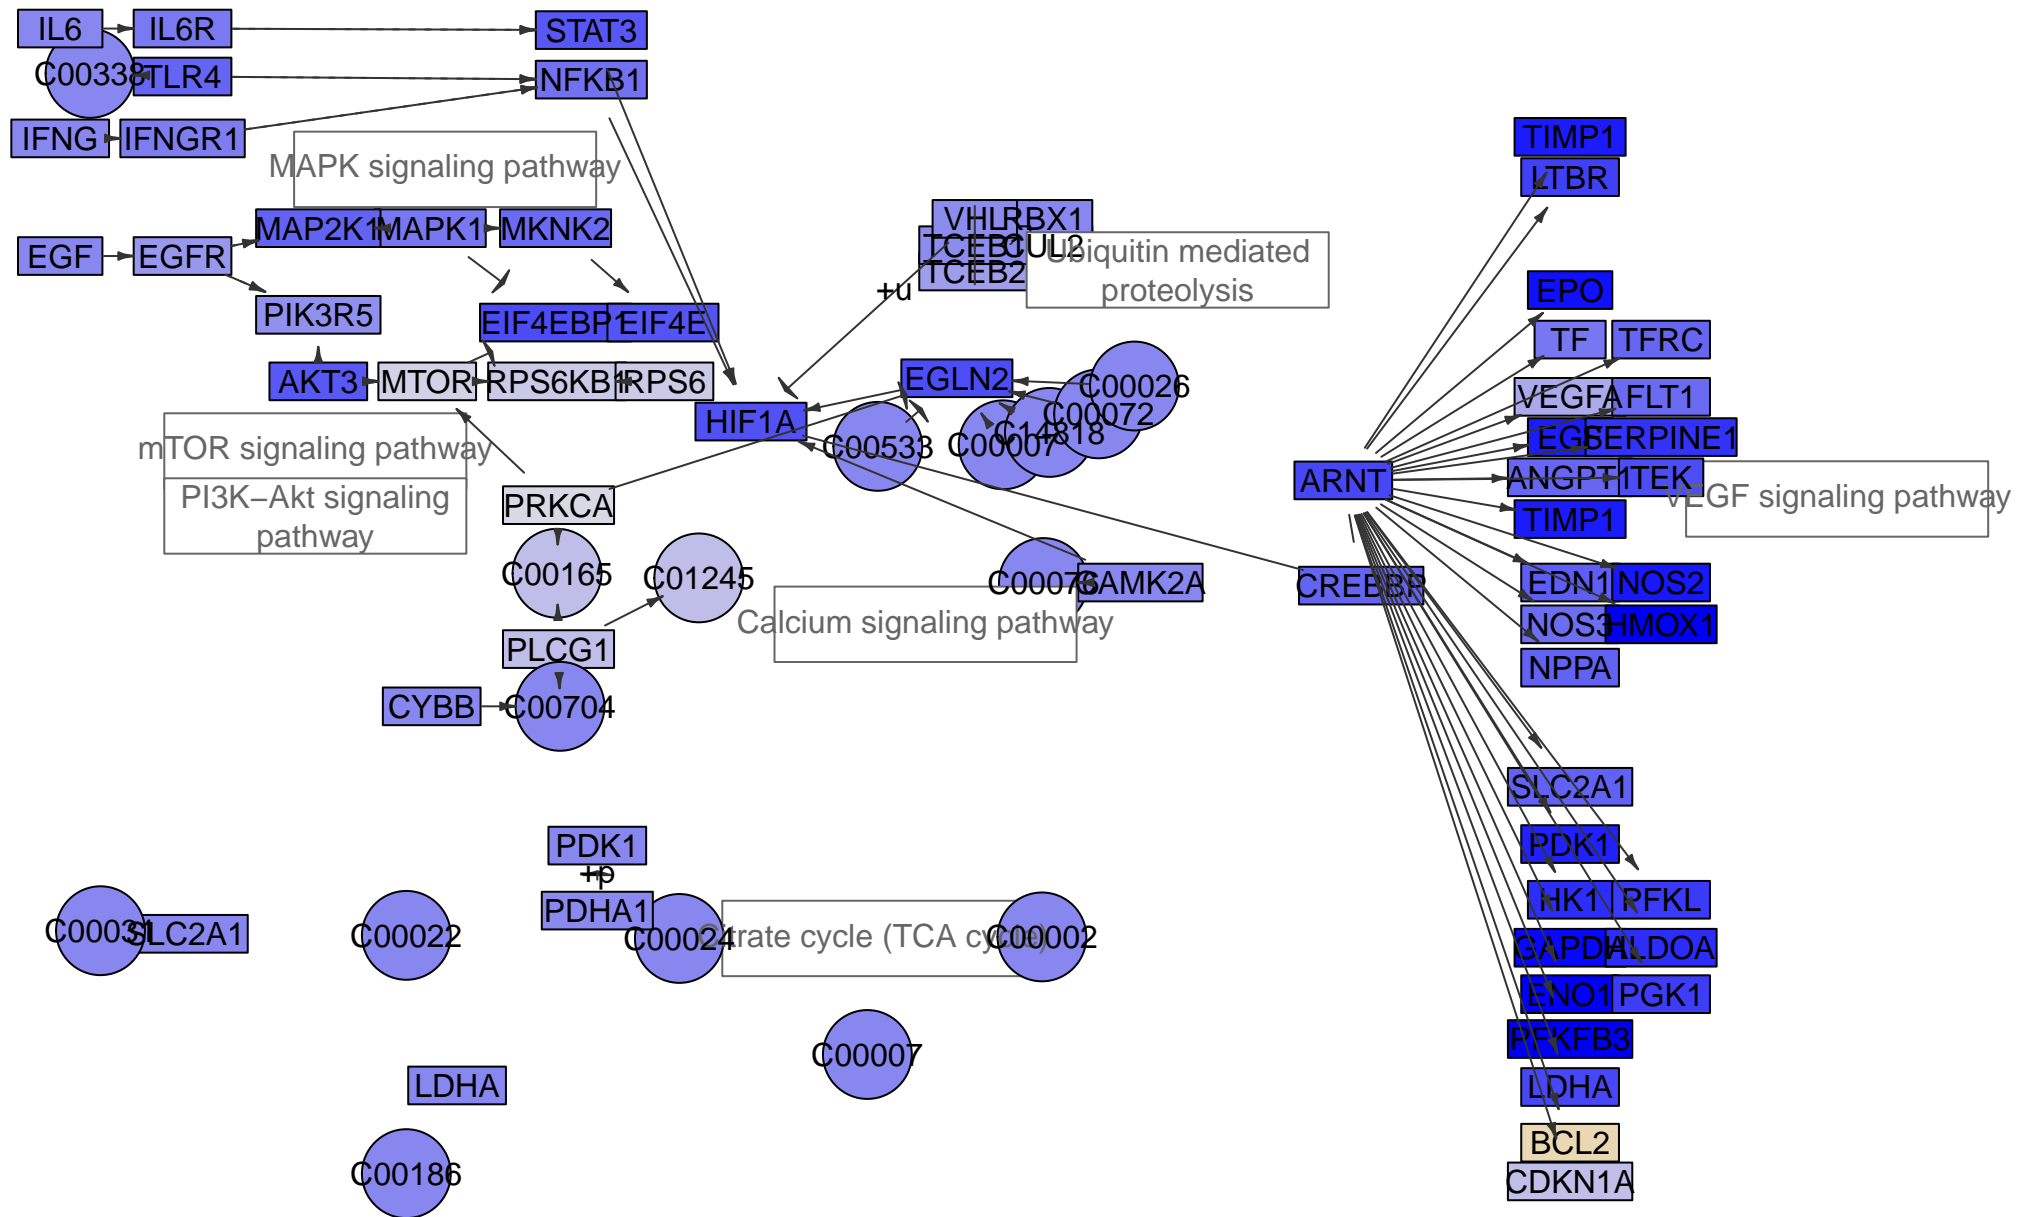 IL6
IL6R
STAT3
C00338
TLR4
NFKB1
IFNG
IFNGR1
MAPK signaling pathway
TIMP1
LTBR
MAP2K1
MAPK1
MKNK2
VHL
RBX1
TCEB1
CUL2
TCEB2
Ubiquitin mediated
proteolysis
EGF
EGFR
+u
PIK3R5
EIF4EBP1
EIF4E
EPO
TF
TFRC
AKT3
MTOR
RPS6KB1
RPS6
EGLN2
C00026
C00072
C14818
C00007
C00533
HIF1A
VEGFA
FLT1
EGF
SERPINE1
mTOR signaling pathway
PI3K–Akt signaling
pathway
ARNT
ANGPT1
TEK
VEGF signaling pathway
PRKCA
TIMP1
C00165
C01245
C00076
CAMK2A
CREBBP
EDN1
NOS2
Calcium signaling pathway
NOS3
HMOX1
PLCG1
NPPA
CYBB
C00704
SLC2A1
PDK1
+p
PDK1
PDHA1
HK1
PFKL
C00031
SLC2A1
C00022
C00024
Citrate cycle (TCA cycle)
C00002
GAPDH
ALDOA
ENO1
PGK1
C00007
PFKFB3
LDHA
LDHA
BCL2
C00186
CDKN1A